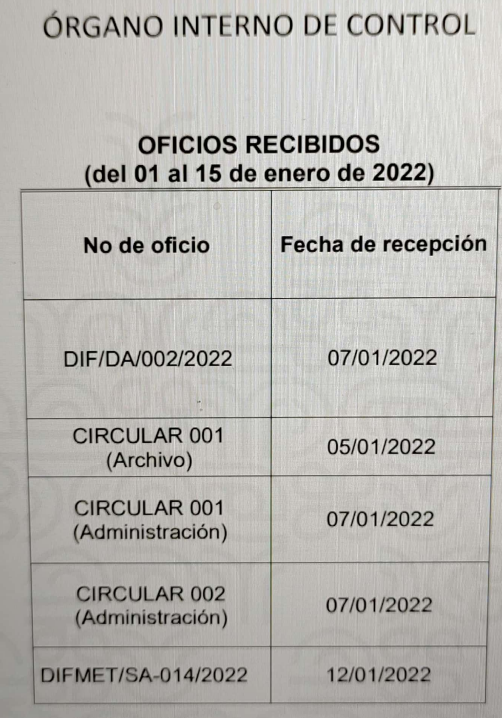 ÓRGANO INTERNO DE CONTROL
OFICIOS RECIBIDOS
(del 01 al 15 de enero de 2022)
No de oficio Fecha de recepción
DIF/DA/002/2022 07/01/2022
CIRCULAR 001
(Archivo) 05/01/2022
CIRCULAR 001
(Administración) 07/01/2022
CIRCULAR 002
(Administración) 07/01/2022
DIFMET/SA-014/2022 12/01/2022